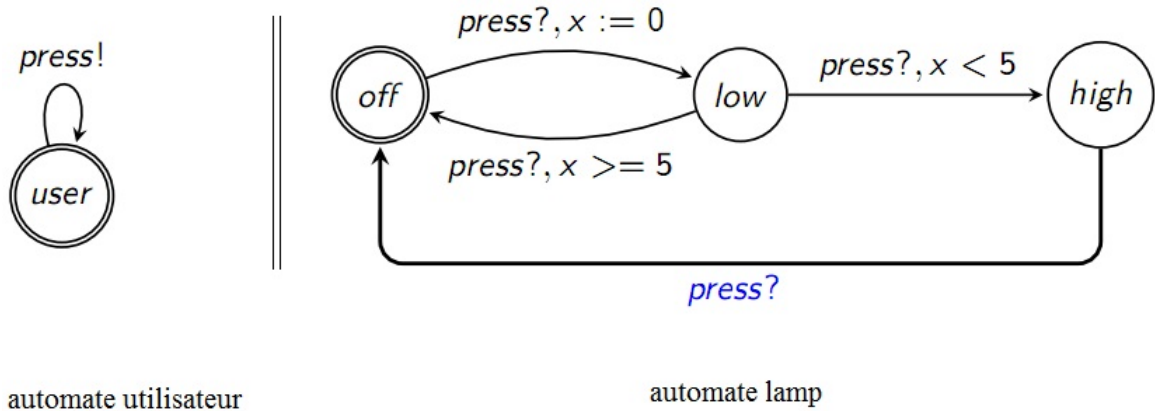 press!
user
press?, x := 0
off
low
press?, x < 5
high
press?, x >= 5
press?
automate utilisateur
automate lamp